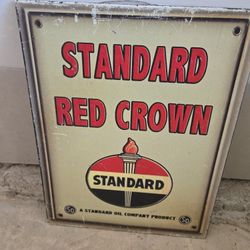 STANDARD
RED CROWN
STANDARD
A STANDARD OIL COMPANY PRODUCT